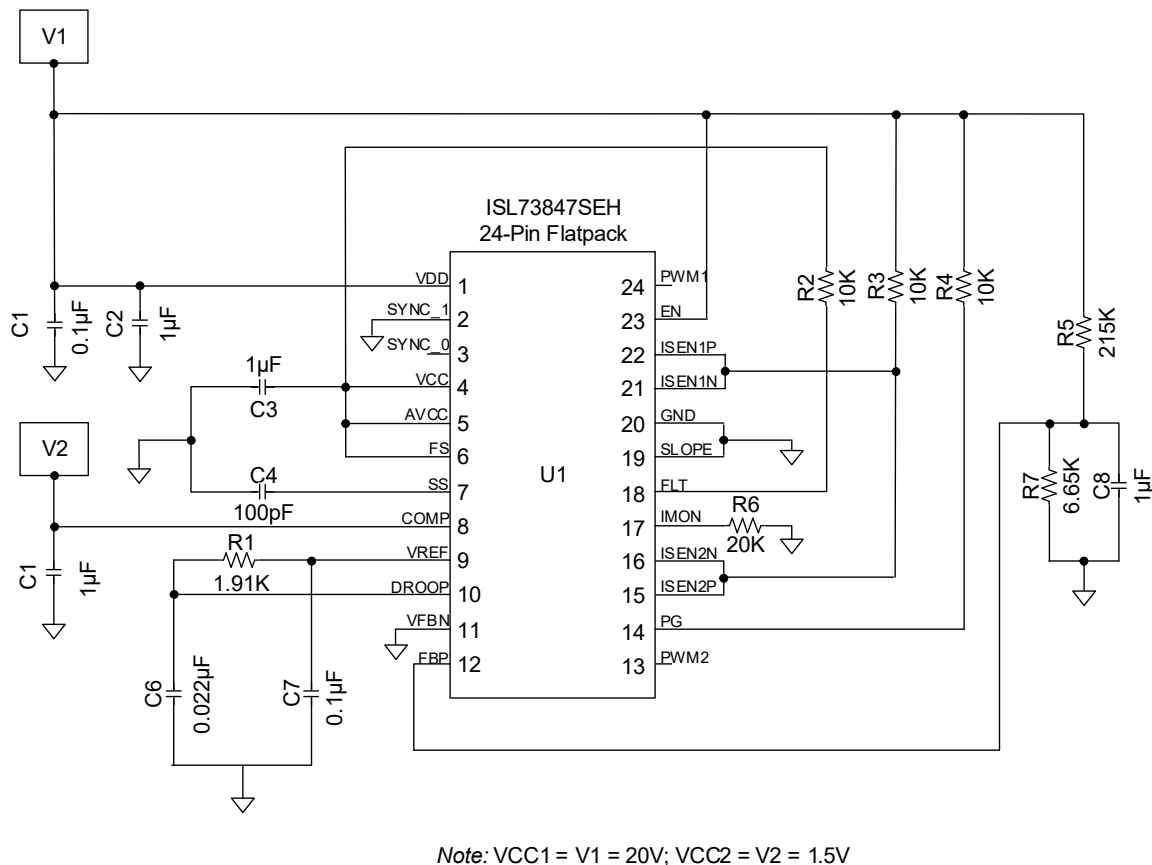 V1
ISL73847SEH
24-Pin Flatpack
VDD
1
SYNC_1
2
SYNC_0
3
VCC
4
AVCC
5
FS
6
SS
7
COMP
8
VREF
9
DROOP
10
VFBN
11
FBP
12
U1
24
PWM1
23
EN
22
ISEN1P
21
ISEN1N
20
GND
19
SLOPE
18
FLT
17
IMON
16
ISEN2N
15
ISEN2P
14
PG
13
PWM2
C1
0.1µF
C2
1µF
1µF
C3
C4
100pF
V2
C1
1µF
R1
1.91K
C6
0.022µF
C7
0.1µF
R2
10K
R3
10K
R4
10K
R5
215K
R6
20K
R7
6.65K
C8
1µF
Note: VCC1 = V1 = 20V; VCC2 = V2 = 1.5V